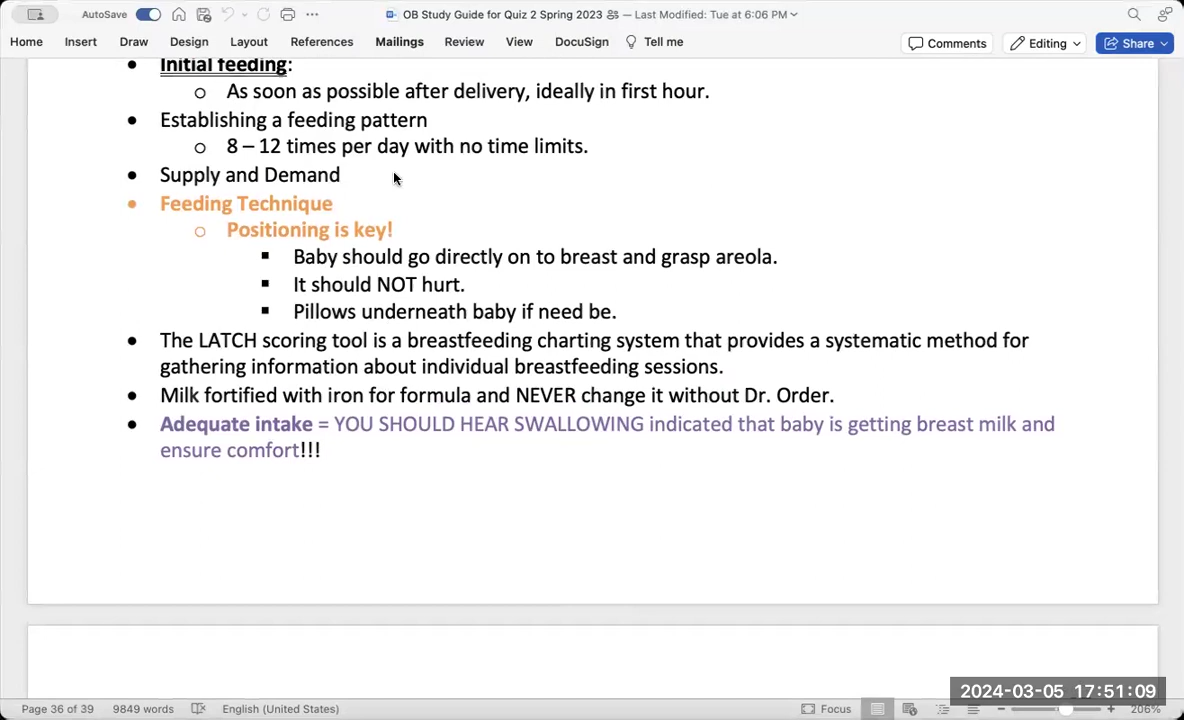 AutoSave
OB Study Guide for Quiz 2 Spring 2023 — Last Modified: Tue at 6:06 PM
Home Insert Draw Design Layout References Mailings Review View DocuSign Tell me Comments Editing Share
• Initial feeding:
o As soon as possible after delivery, ideally in first hour.
• Establishing a feeding pattern
o 8 – 12 times per day with no time limits.
• Supply and Demand
• Feeding Technique
o Positioning is key!
▪ Baby should go directly on to breast and grasp areola.
▪ It should NOT hurt.
▪ Pillows underneath baby if need be.
• The LATCH scoring tool is a breastfeeding charting system that provides a systematic method for
gathering information about individual breastfeeding sessions.
• Milk fortified with iron for formula and NEVER change it without Dr. Order.
• Adequate intake = YOU SHOULD HEAR SWALLOWING indicated that baby is getting breast milk and
ensure comfort!!!
2024-03-05 17:51:09
Page 36 of 39 9849 words English (United States) Focus 206%